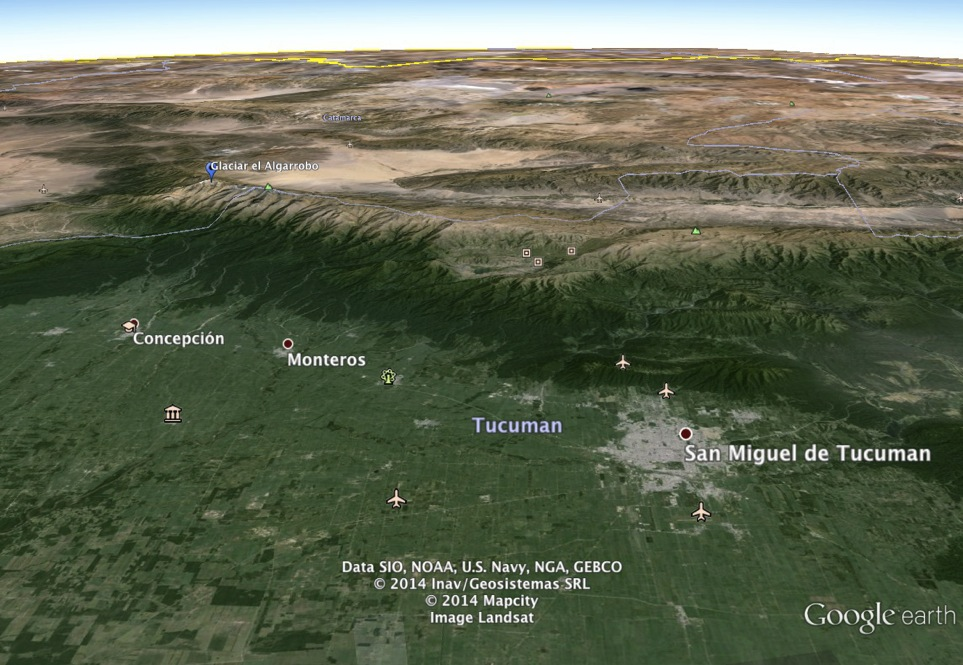 Catamarca
Glaciar el Algarrobo
Concepción
Monteros
Tucuman
San Miguel de Tucuman
Data SIO, NOAA, U.S. Navy, NGA, GEBCO
© 2014 Inav/Geosistemas SRL
© 2014 Mapcity
Image Landsat
Google earth